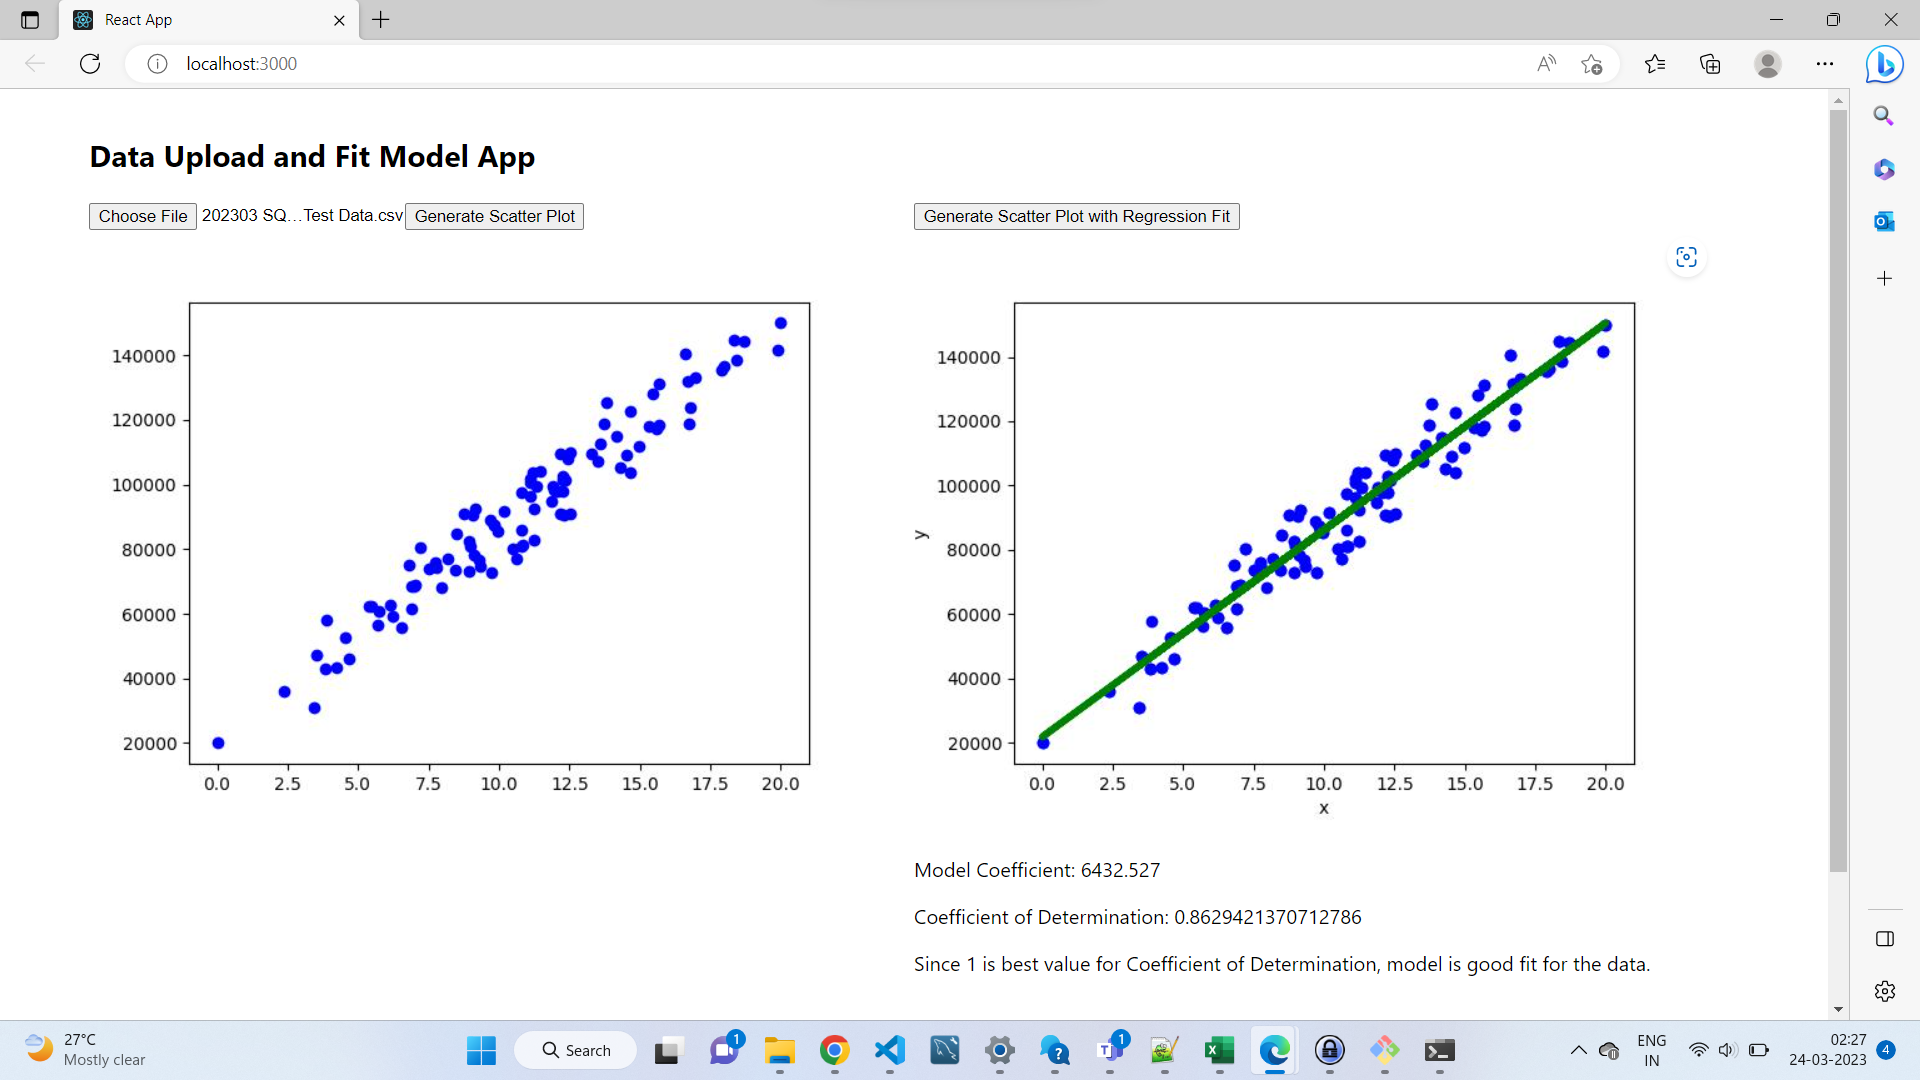 React App
localhost:3000
Data Upload and Fit Model App
Choose File 202303 SQ...Test Data.csv Generate Scatter Plot
Generate Scatter Plot with Regression Fit
140000
120000
100000
80000
60000
40000
20000
0.0 2.5 5.0 7.5 10.0 12.5 15.0 17.5 20.0
140000
120000
100000
80000
60000
40000
20000
y
0.0 2.5 5.0 7.5 10.0 12.5 15.0 17.5 20.0
x
Model Coefficient: 6432.527
Coefficient of Determination: 0.8629421370712786
Since 1 is best value for Coefficient of Determination, model is good fit for the data.
27°C
Mostly clear
Search
1
1
ENG
IN
02:27
24-03-2023
4